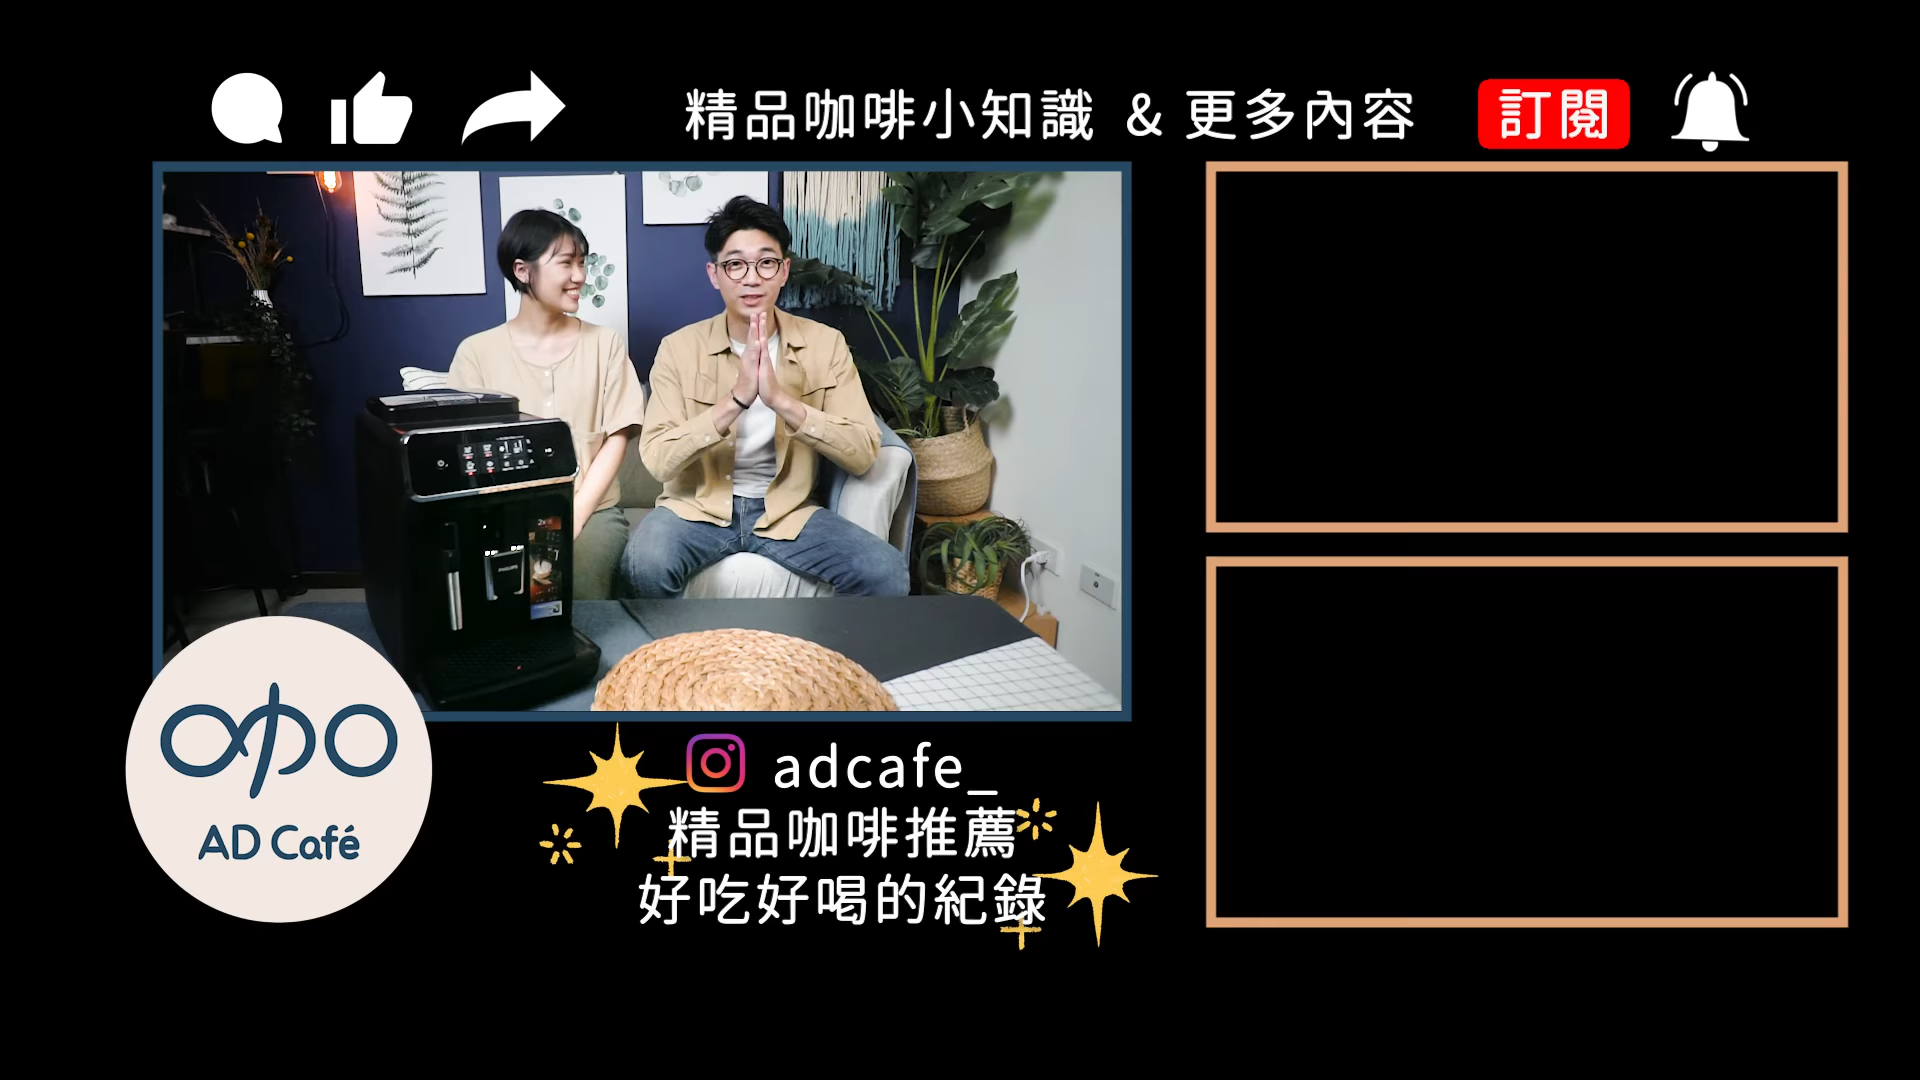 精品咖啡小知識 & 更多內容 訂閱
PHILIPS
AD Café
adcafe_
精品咖啡推薦
好吃好喝的紀錄